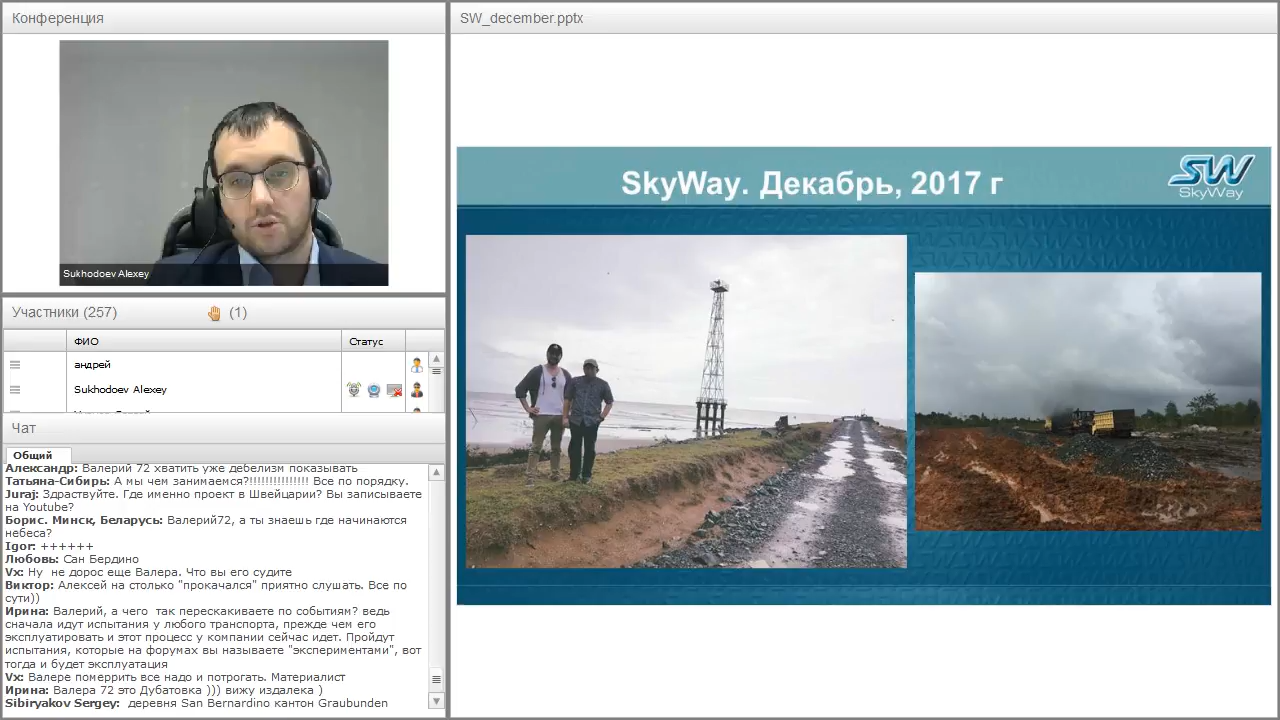 Конференция
Sukhodoev Alexey
Участники (257)
(1)
ФИО
Статус
андрей
Sukhodoev Alexey
Чат
Общий
Александр: Валерий 72 хватить уже дебелизм показывать
Татьяна-Сибирь: А мы чем занимаемся?!!!!!!!!!!!!!! Все по порядку.
Juraj: Здраствуйте. Где именно проект в Швейцарии? Вы записываете
на Youtube?
Борис. Минск, Беларусь: Валерий72, а ты знаешь где начинаются
небеса?
Igor: ++++++
Любовь: Сан Бердино
Vx: Ну не дорос еще Валера. Что вы его судите
Виктор: Алексей на столько "прокачался" приятно слушать. Все по
сути))
Ирина: Валерий, а чего так перескакиваете по событиям? ведь
сначала идут испытания у любого транспорта, прежде чем его
эксплуатировать и этот процесс у компании сейчас идет. Пройдут
испытания, которые на форумах вы называете "экспериментами", вот
тогда и будет эксплуатация
Vx: Валере померрить все надо и потрогать. Материалист
Ирина: Валера 72 это Дубатовка ))) вижу издалека )
Sibiryakov Sergey: деревня San Bernardino кантон Graubunden
SW_december.pptx
SkyWay. Декабрь, 2017 г
SW
SkyWay